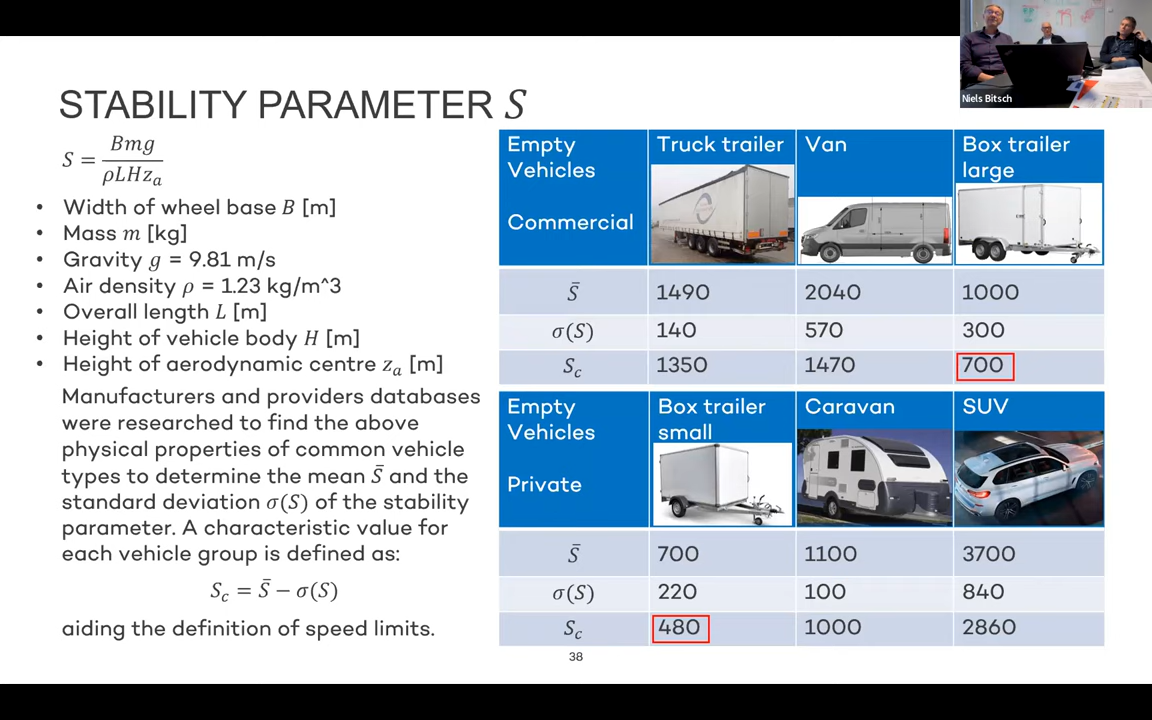 STABILITY PARAMETER S
S = Bmg / ρLHzₐ
• Width of wheel base B [m]
• Mass m [kg]
• Gravity g = 9.81 m/s
• Air density ρ = 1.23 kg/m^3
• Overall length L [m]
• Height of vehicle body H [m]
• Height of aerodynamic centre zₐ [m]
Manufacturers and providers databases
were researched to find the above
physical properties of common vehicle
types to determine the mean S̄ and the
standard deviation σ(S) of the stability
parameter. A characteristic value for
each vehicle group is defined as:
S_c = S̄ − σ(S)
aiding the definition of speed limits.
Empty
Vehicles
Commercial
Truck trailer
Van
Box trailer
large
S̄ 1490 2040 1000
σ(S) 140 570 300
S_c 1350 1470 700
Empty
Vehicles
Private
Box trailer
small
Caravan
SUV
S̄ 700 1100 3700
σ(S) 220 100 840
S_c 480 1000 2860
38
Niels Bitsch